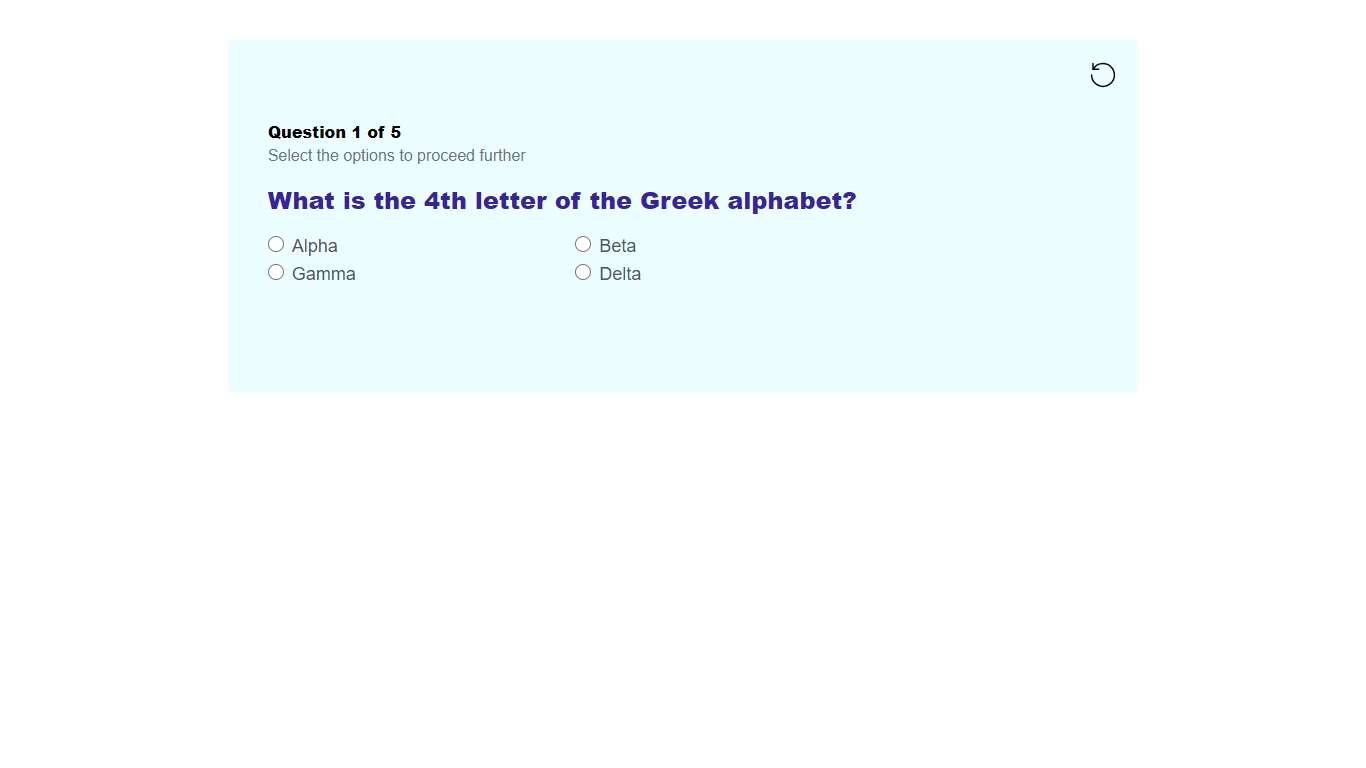 Question 1 of 5
Select the options to proceed further
What is the 4th letter of the Greek alphabet?
Alpha Beta
Gamma Delta